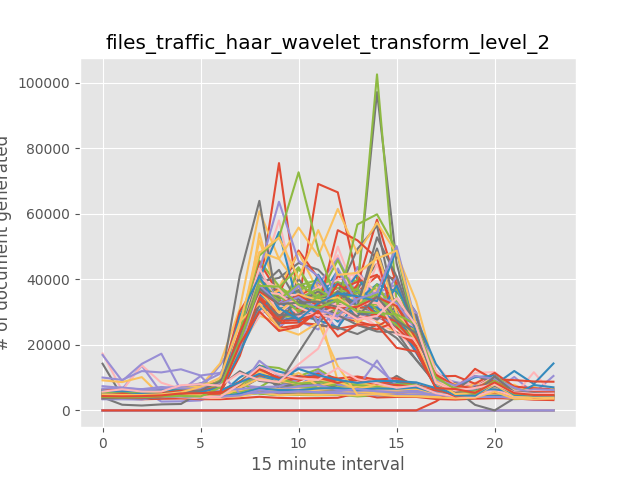 files_traffic_haar_wavelet_transform_level_2
100000
80000
60000
40000
20000
0
# of document generated
0 5 10 15 20
15 minute interval